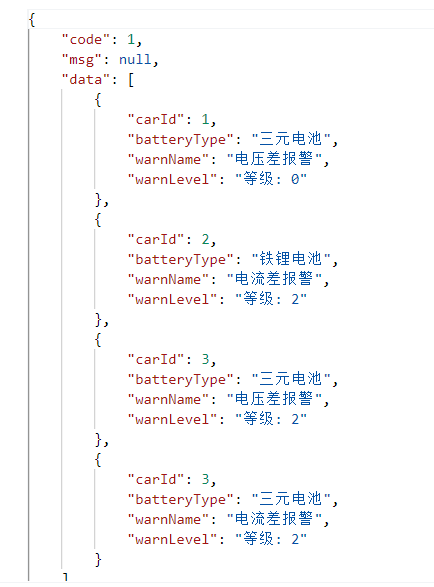 {
"code": 1,
"msg": null,
"data": [
{
"carId": 1,
"batteryType": "三元电池",
"warnName": "电压差报警",
"warnLevel": "等级: 0"
},
{
"carId": 2,
"batteryType": "铁锂电池",
"warnName": "电流差报警",
"warnLevel": "等级: 2"
},
{
"carId": 3,
"batteryType": "三元电池",
"warnName": "电压差报警",
"warnLevel": "等级: 2"
},
{
"carId": 3,
"batteryType": "三元电池",
"warnName": "电流差报警",
"warnLevel": "等级: 2"
}
]